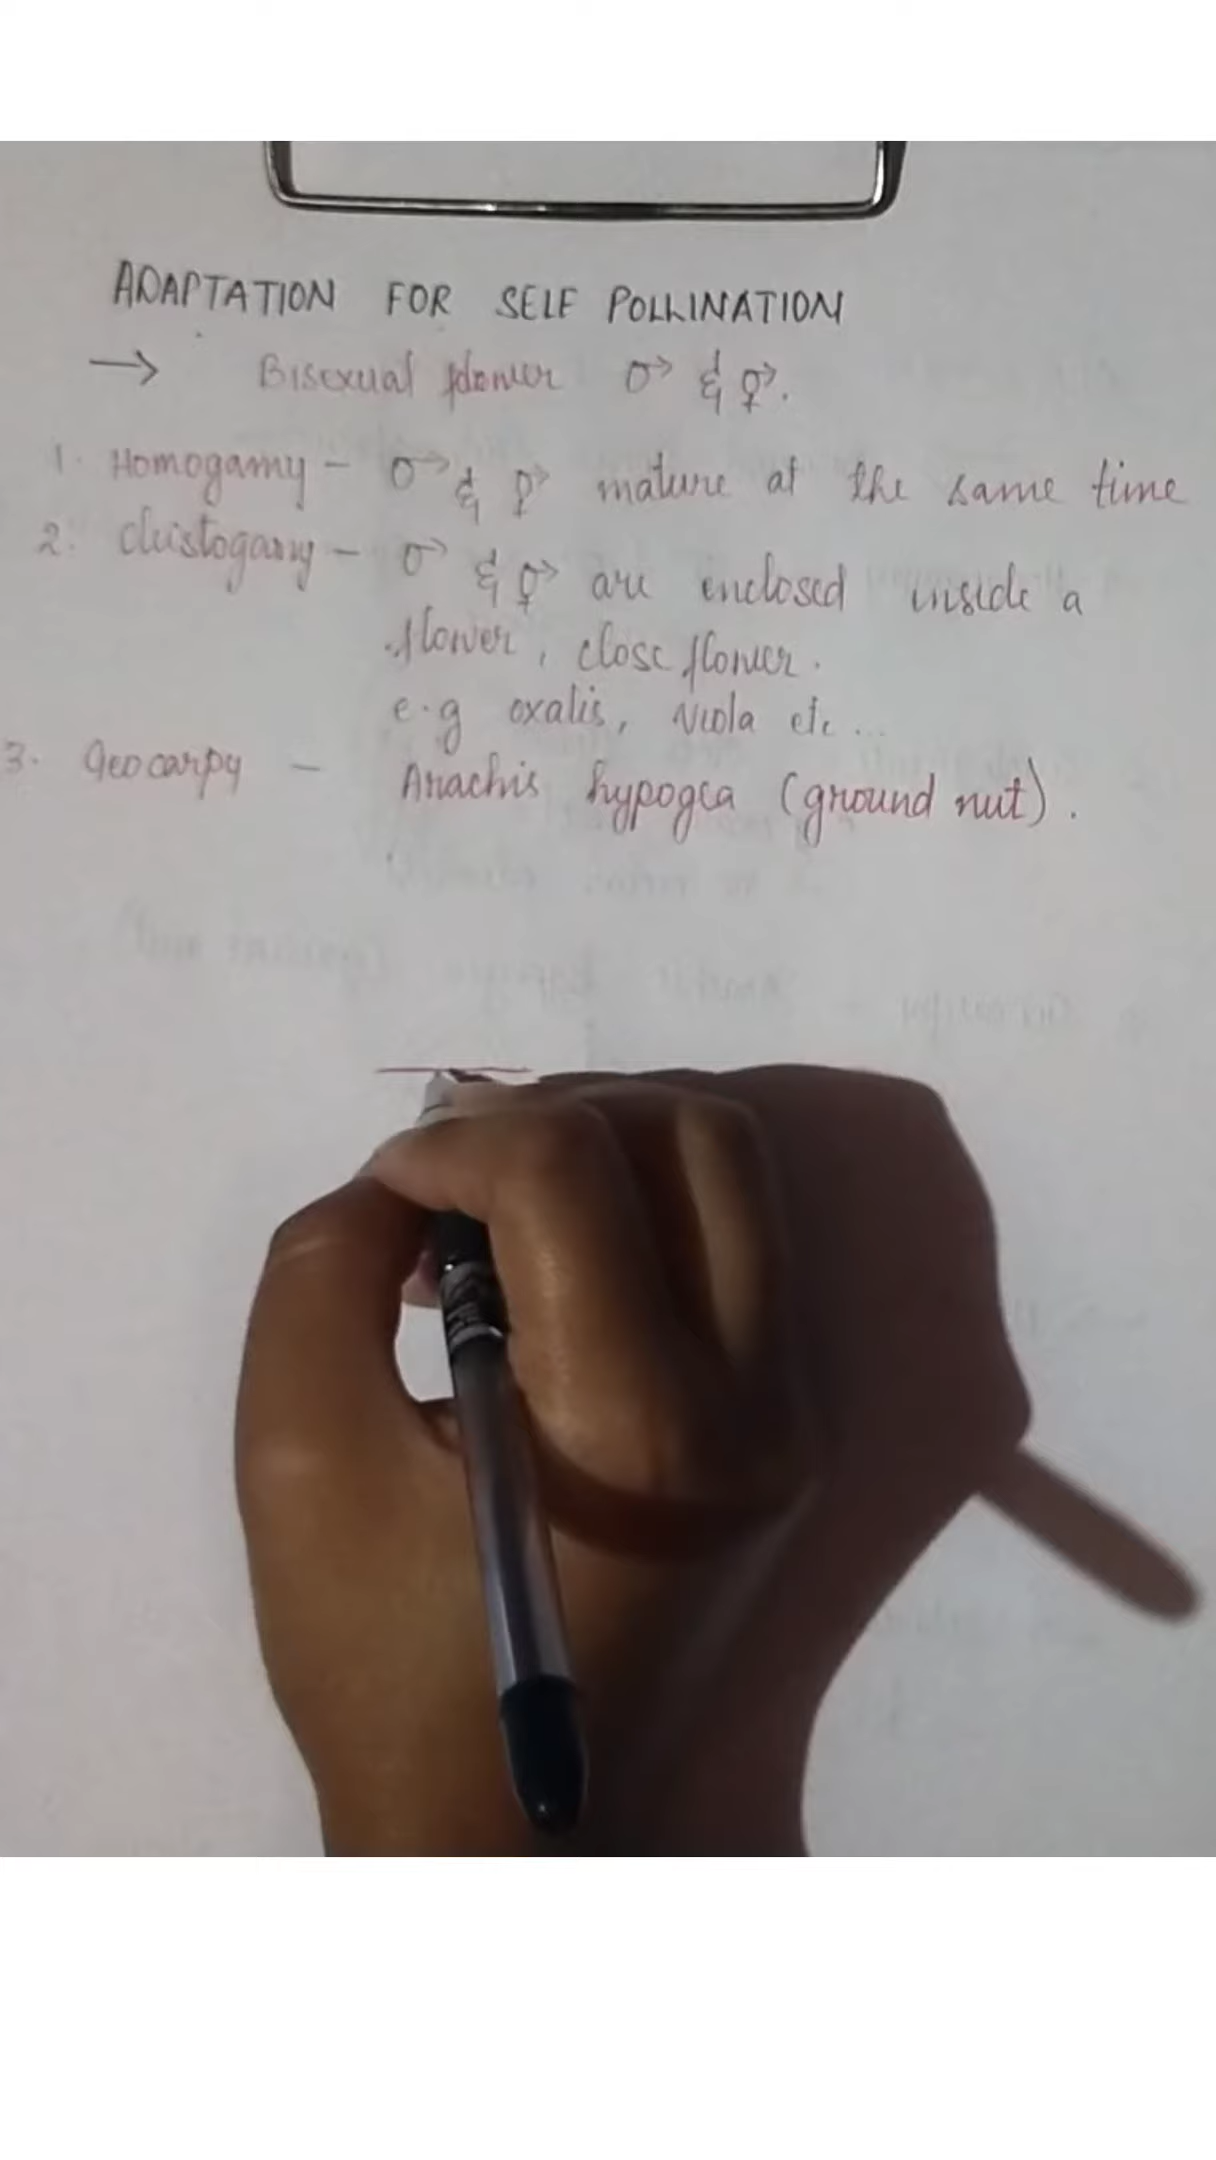 ADAPTATION FOR SELF POLLINATION
→ Bisexual flower ♂ & ⚥.
1. Homogamy - ♂ & ⚥ mature at the same time
2. Cleistogamy - ♂ & ⚥ are enclosed inside a
flower, close flower.
e.g oxalis, Viola etc...
3. Geocarpy - Arachis hypogea (ground nut).